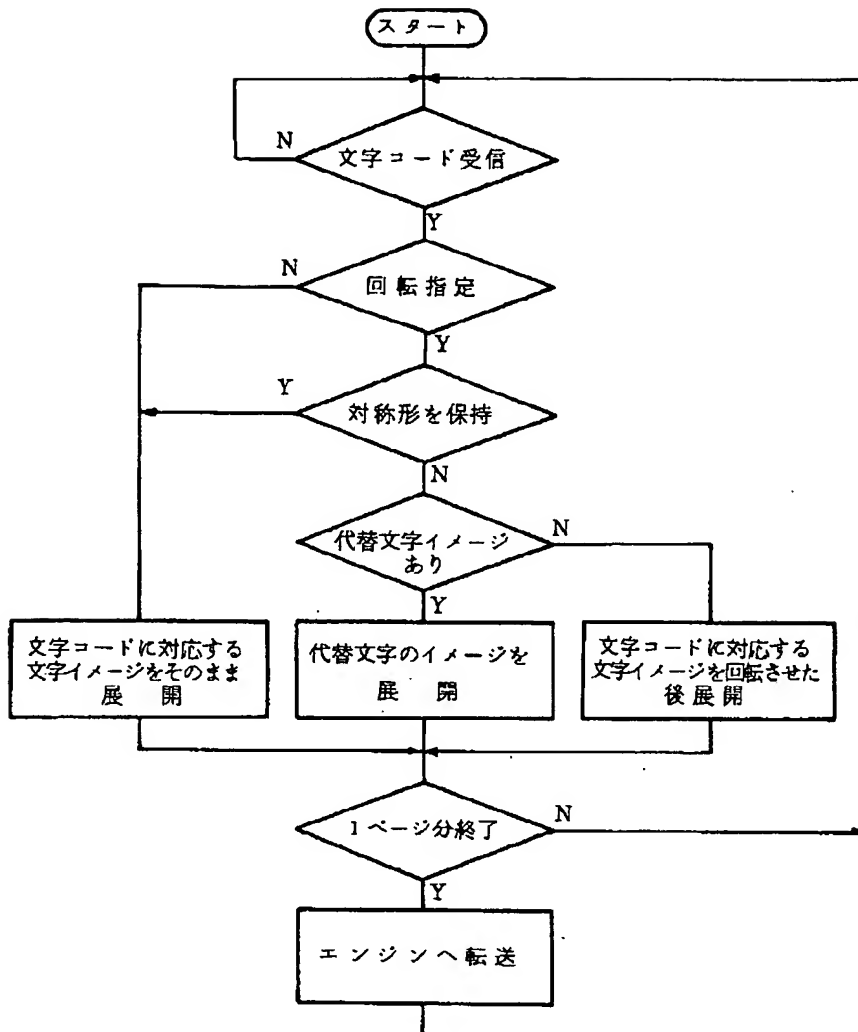 スタート
N
文字コード受信
Y
N
回転指定
Y
Y
対称形を保持
N
代替文字イメージ
あり
N
Y
文字コードに対応する
文字イメージをそのまま
展開
代替文字のイメージを
展開
文字コードに対応する
文字イメージを回転させた
後展開
1ページ分終了
N
Y
エンジンへ転送